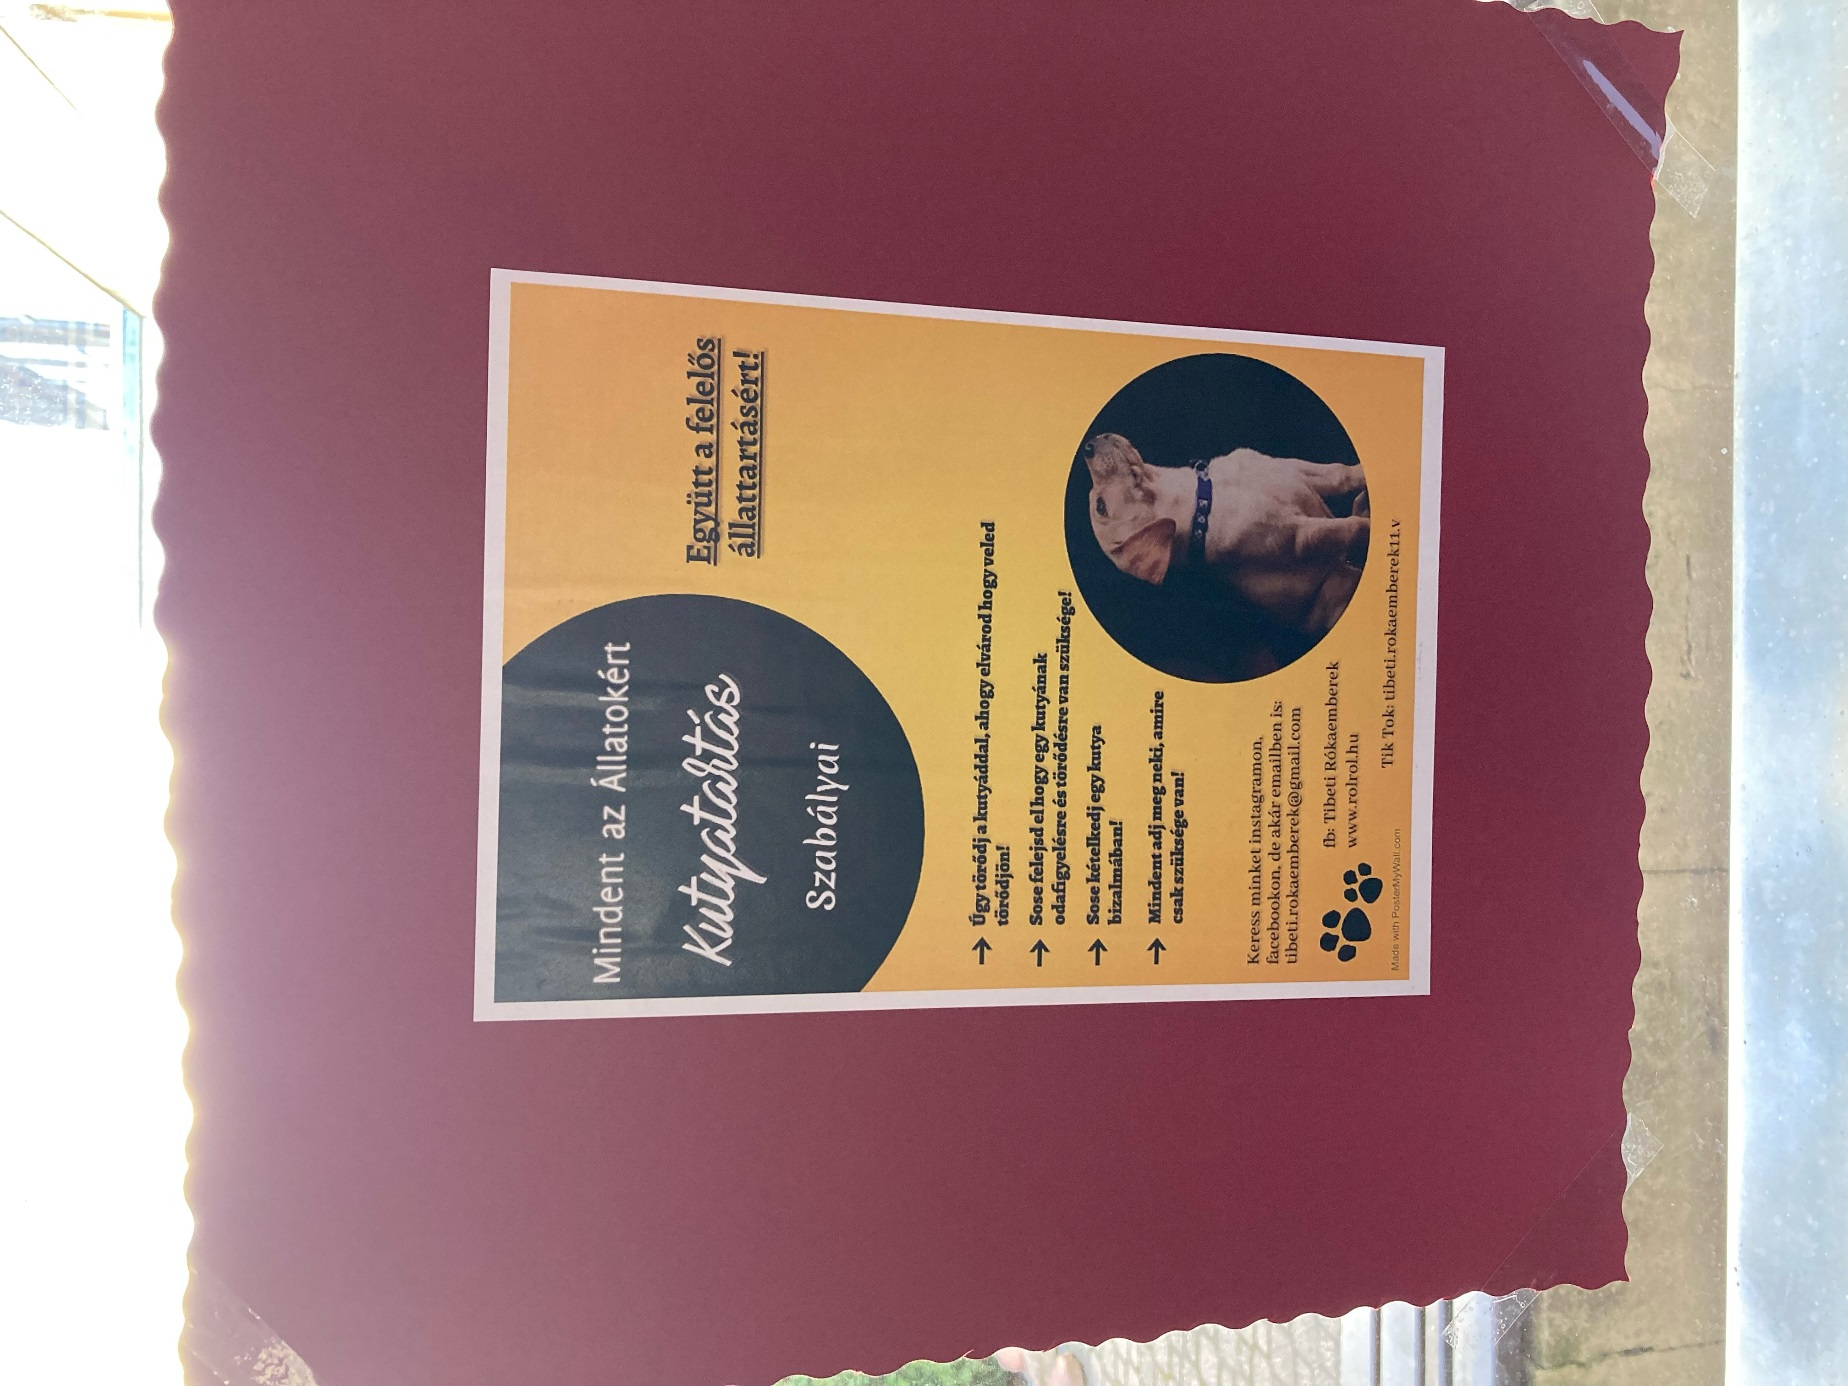 Mindent az Állatokért
Kutyatartás
Szabályai
Együtt a felelős
állattartásért!
→ Úgy törődj a kutyáddal, ahogy elvárod hogy veled
törődjön!
→ Sose felejsd el hogy egy kutyának
odafigyelésre és törődésre van szüksége!
→ Sose kételkedj egy kutya
bizalmában!
→ Mindent adj meg neki, amire
csak szüksége van!
Keress minket instagramon,
facebookon, de akár emailben is:
tibeti.rokaemberek@gmail.com
fb: Tibeti Rókaemberek
www.rolrol.hu
Tik Tok: tibeti.rokaemberek11.v
Made with PosterMyWall.com